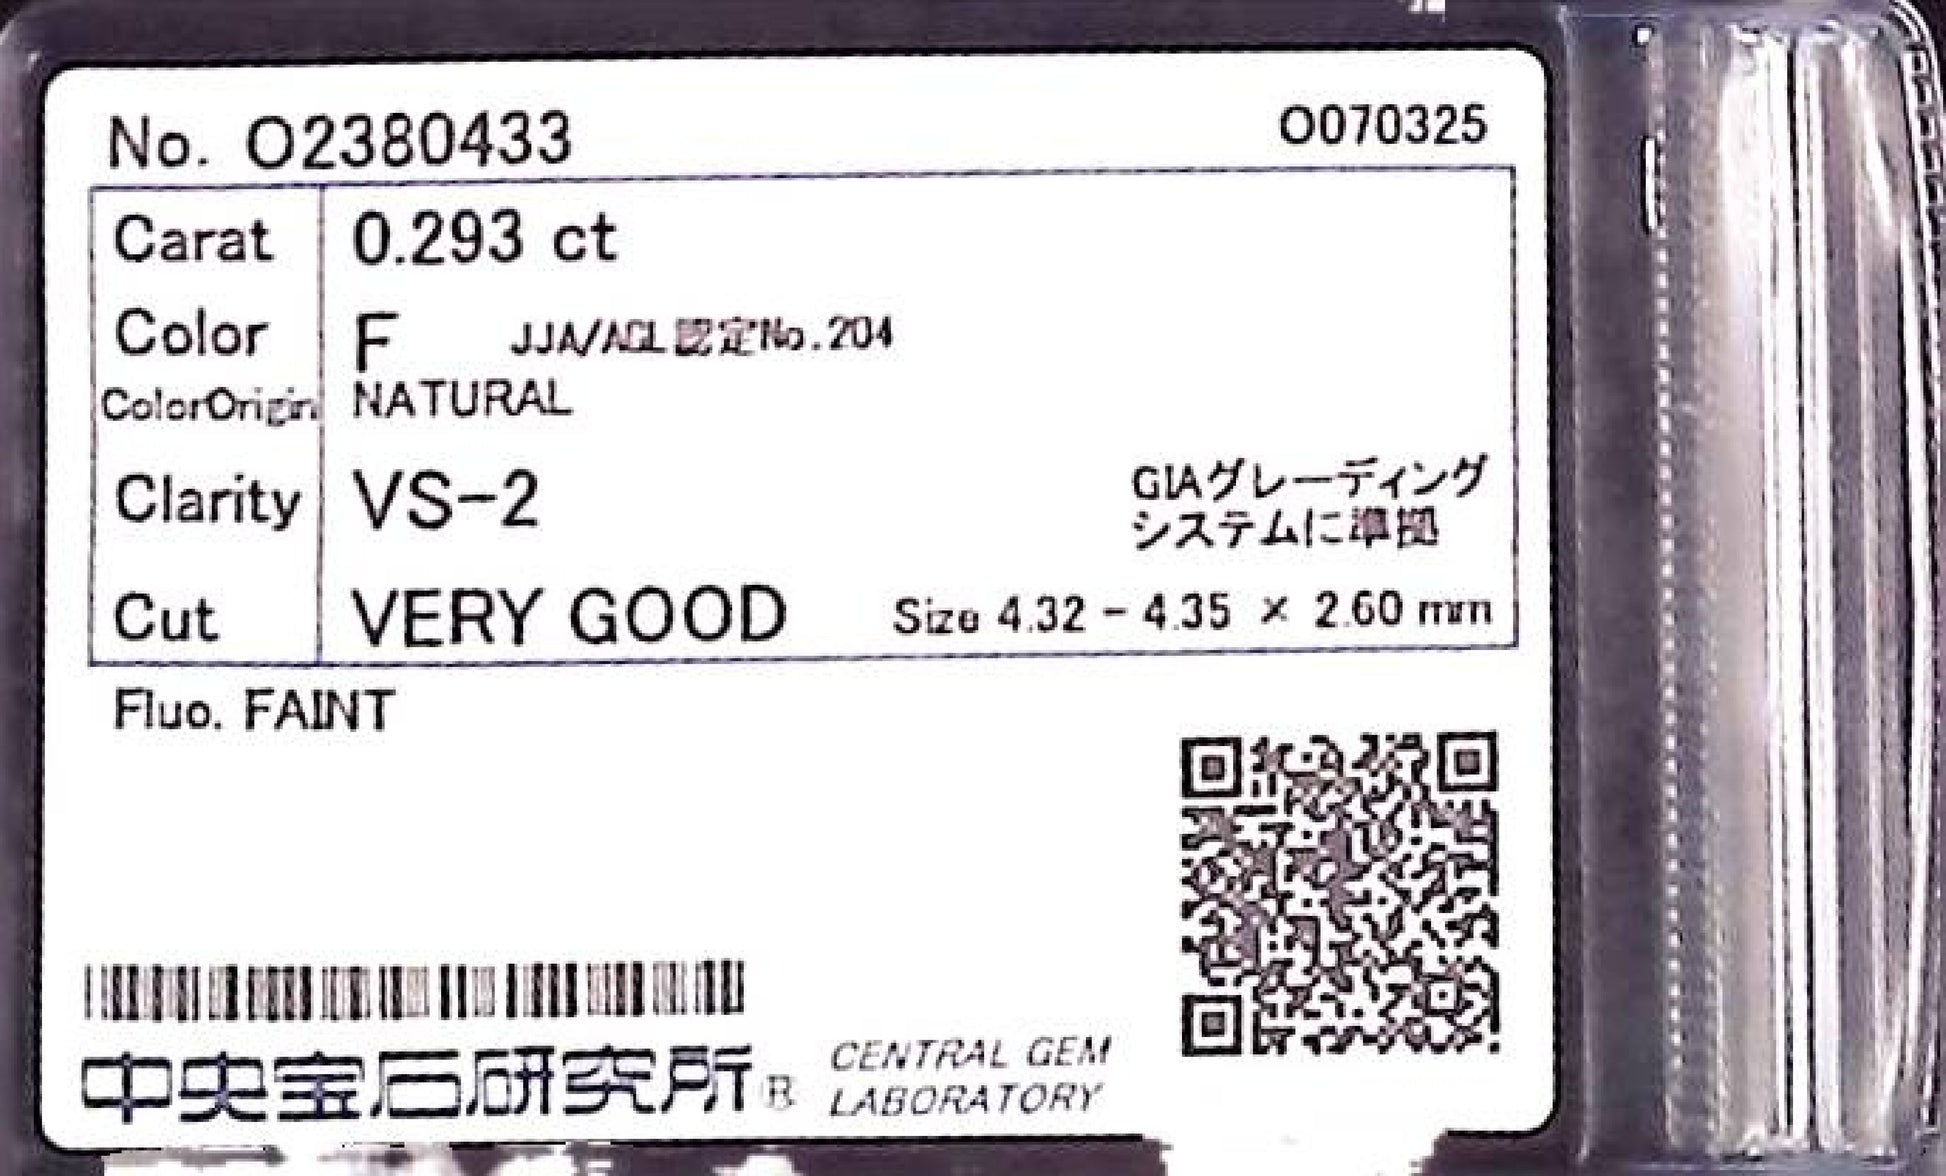 No. O2380433 O070325
Carat 0.293 ct
Color F JJA/AGL認定No.204
ColorOrigin NATURAL
Clarity VS-2 GIAグレーディング
システムに準拠
Cut VERY GOOD Size 4.32 - 4.35 × 2.60 mm
Fluo. FAINT
中央宝石研究所® CENTRAL GEM
LABORATORY